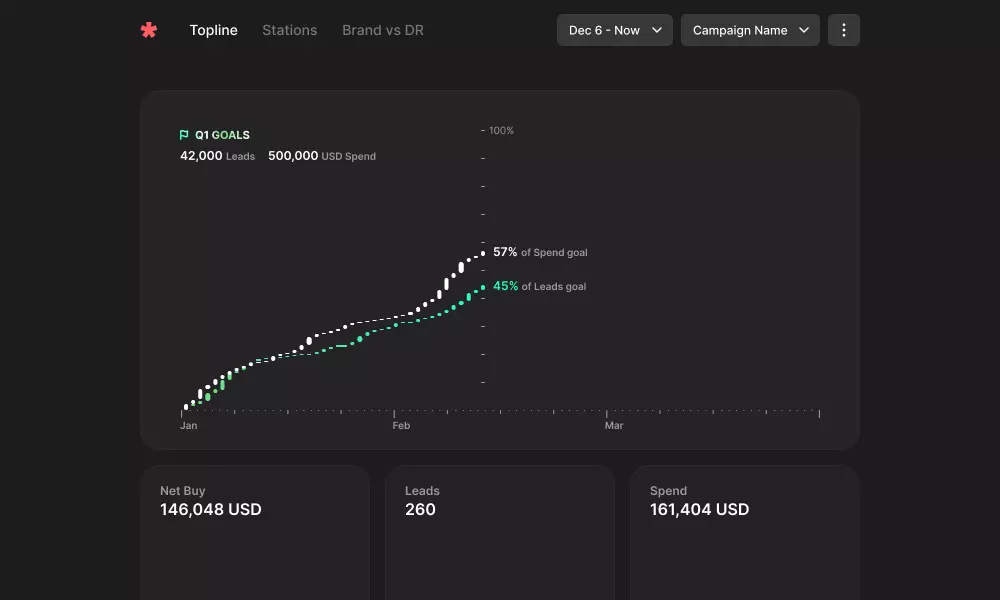 Topline Stations Brand vs DR Dec 6 - Now Campaign Name
Q1 GOALS
42,000 Leads 500,000 USD Spend
100%
57% of Spend goal
45% of Leads goal
Jan Feb Mar
Net Buy
146,048 USD
Leads
260
Spend
161,404 USD